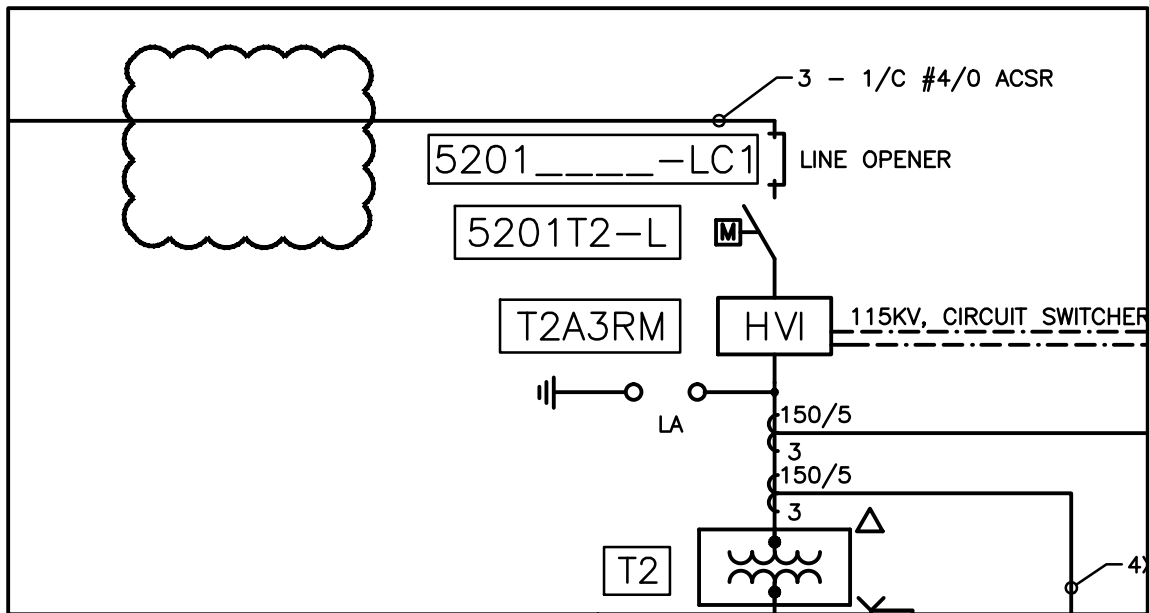 3 - 1/C #4/0 ACSR
5201____-LC1
LINE OPENER
5201T2-L
M
T2A3RM
HVI
115KV, CIRCUIT SWITCHER
LA
150/5
3
150/5
3
T2